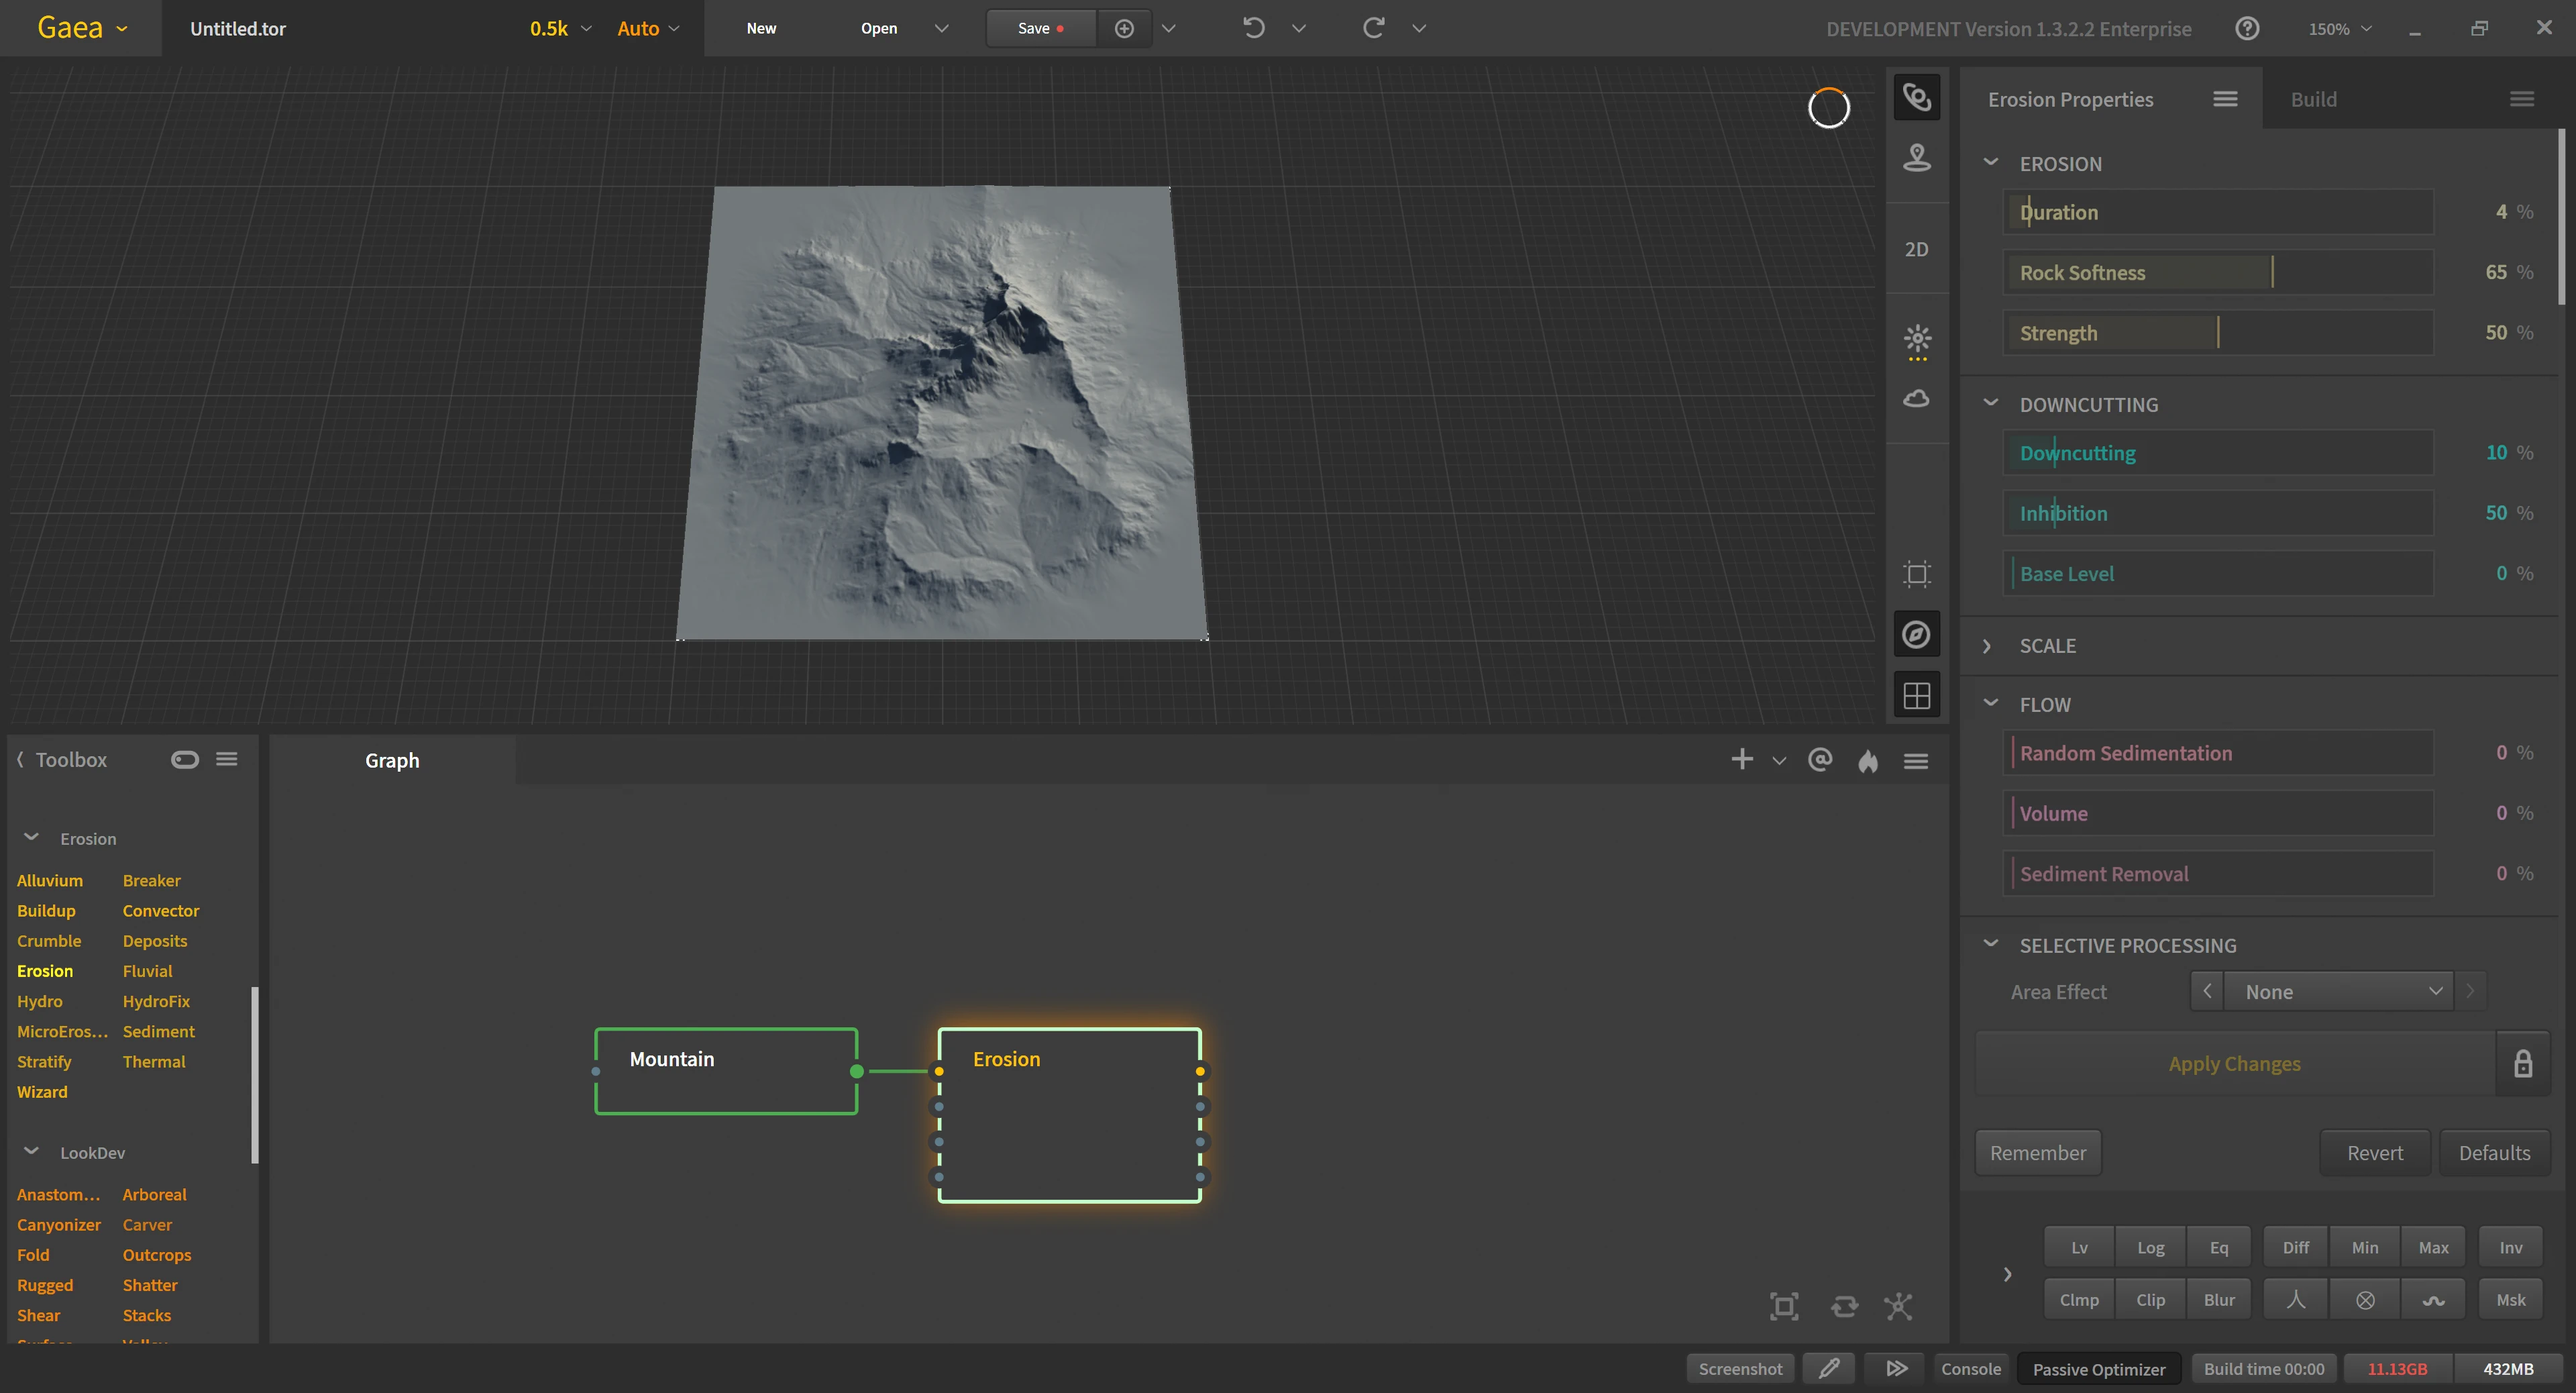 Gaea
Untitled.tor
0.5k
Auto
New
Open
Save
DEVELOPMENT Version 1.3.2.2 Enterprise
150%
2D
Erosion Properties
Build
EROSION
Duration 4 %
Rock Softness 65 %
Strength 50 %
DOWNCUTTING
Downcutting 10 %
Inhibition 50 %
Base Level 0 %
SCALE
FLOW
Random Sedimentation 0 %
Volume 0 %
Sediment Removal 0 %
SELECTIVE PROCESSING
Area Effect None
Apply Changes
Remember Revert Defaults
Lv Log Eq Diff Min Max Inv
Clmp Clip Blur 人 Msk
Toolbox
Erosion
Alluvium Breaker
Buildup Convector
Crumble Deposits
Erosion Fluvial
Hydro HydroFix
MicroEros... Sediment
Stratify Thermal
Wizard
LookDev
Anastom... Arboreal
Canyonizer Carver
Fold Outcrops
Rugged Shatter
Shear Stacks
Graph
Mountain
Erosion
Screenshot Console Passive Optimizer Build time 00:00 11.13GB 432MB